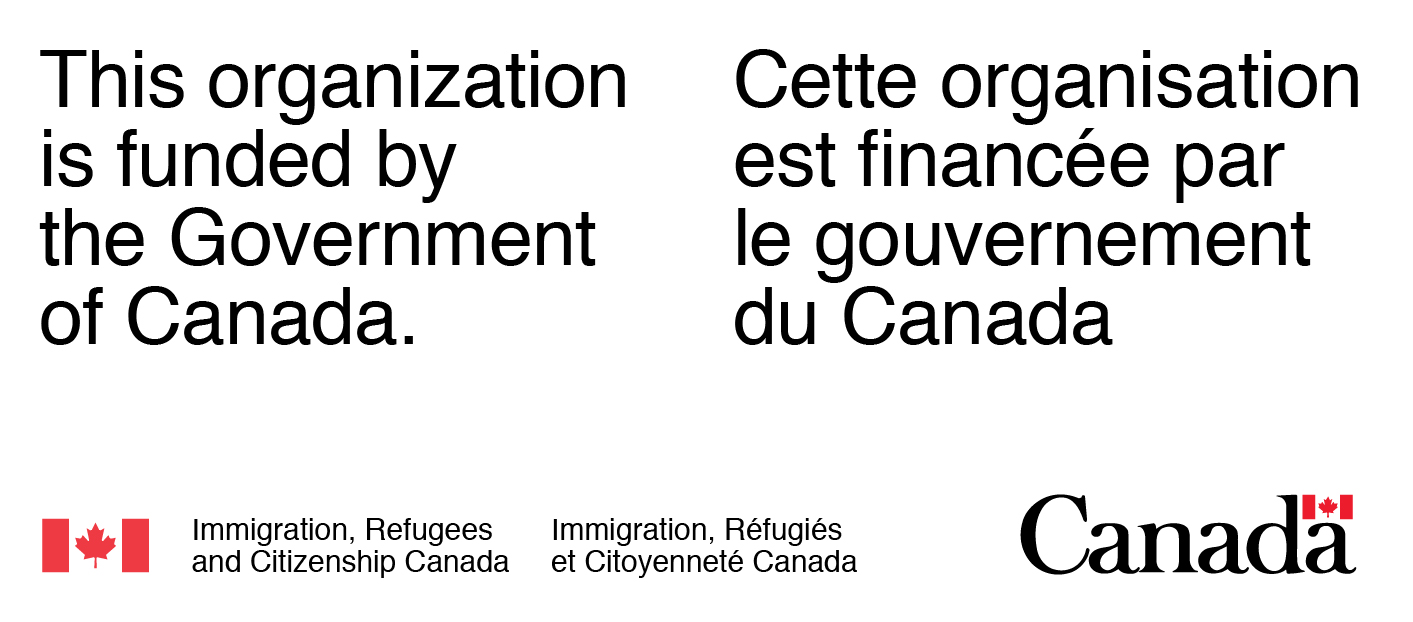 This organization
is funded by
the Government
of Canada.
Cette organisation
est financée par
le gouvernement
du Canada
Immigration, Refugees
and Citizenship Canada
Immigration, Réfugiés
et Citoyenneté Canada
Canada